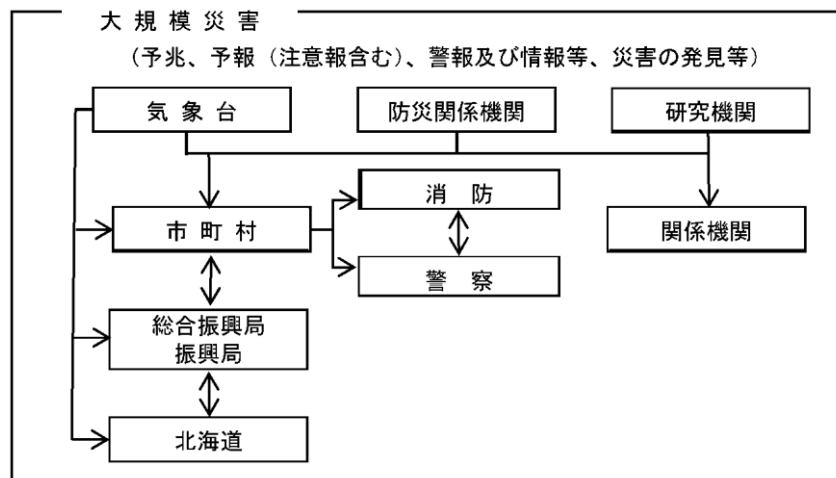 大規模災害
（予兆、予報（注意報含む）、警報及び情報等、災害の発見等）
気象台
防災関係機関
研究機関
消防
市町村
関係機関
警察
総合振興局
振興局
北海道